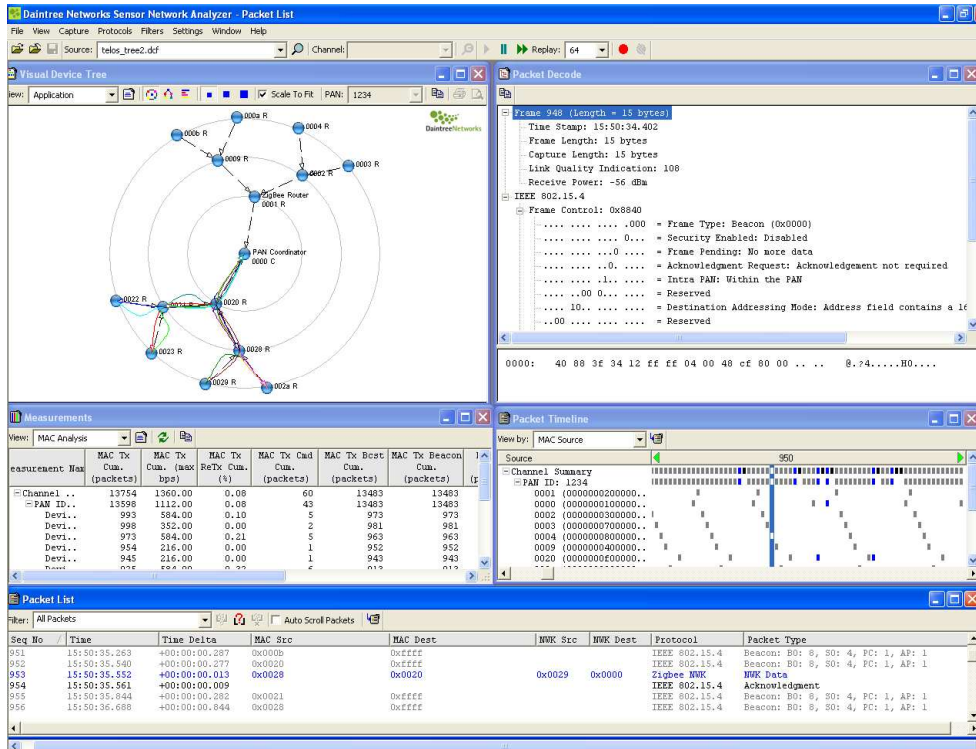 Daintree Networks Sensor Network Analyzer - Packet List
File View Capture Protocols Filters Settings Window Help
Source: telos_tree2.dcf Channel: Replay: 64
Visual Device Tree
iew: Application Scale To Fit PAN: 1234
DaintreeNetworks
000a R
000b R
0004 R
0009 R
0003 R
0002 R
ZigBee Router
0001 R
PAN Coordinator
0000 C
0022 R
0020 R
0023 R
0028 R
0029 R
002a R
Packet Decode
Frame 948 (Length = 15 bytes)
Time Stamp: 15:50:34.402
Frame Length: 15 bytes
Capture Length: 15 bytes
Link Quality Indication: 108
Receive Power: -56 dBm
IEEE 802.15.4
Frame Control: 0x8840
.... .... .... .000 = Frame Type: Beacon (0x0000)
.... .... .... 0... = Security Enabled: Disabled
.... .... ...0 .... = Frame Pending: No more data
.... .... ..0. .... = Acknowledgment Request: Acknowledgement not required
.... .... .1.. .... = Intra PAN: Within the PAN
.... ..00 0... .... = Reserved
.... 10.. .... .... = Destination Addressing Mode: Address field contains a 16
..00 .... .... .... = Reserved
0000: 40 88 3f 34 12 ff ff 04 00 48 cf 80 00 .. .. @.?4.....H0....
Measurements
View: MAC Analysis
easurement Nam MAC Tx Cum. (packets) MAC Tx Cum. (max bps) MAC ReTx Cum. (%) MAC Tx Cmd Cum. (packets) MAC Tx Bcst Cum. (packets) MAC Tx Beacon Cum. (packets)
Channel .. 13754 1360.00 0.08 60 13483 13483
PAN ID.. 13598 1112.00 0.08 43 13483 13483
Devi.. 993 584.00 0.10 5 973 973
Devi.. 998 352.00 0.00 2 981 981
Devi.. 973 584.00 0.21 5 963 963
Devi.. 954 216.00 0.00 1 952 952
Devi.. 945 216.00 0.00 1 943 943
Packet Timeline
View by: MAC Source
Source 950
Channel Summary
PAN ID: 1234
0001 (0000000200000..
0000 (0000000100000..
0002 (0000000300000..
0003 (0000000700000..
0004 (0000000800000..
0009 (0000000400000..
0020 (0000000f00000..
Packet List
Filter: All Packets Auto Scroll Packets
Seq No / Time Time Delta MAC Src MAC Dest NWK Src NWK Dest Protocol Packet Type
951 15:50:35.263 +00:00:00.287 0x000b 0xffff IEEE 802.15.4 Beacon: BO: 8, SO: 4, PC: 1, AP: 1
952 15:50:35.540 +00:00:00.277 0x0020 0xffff IEEE 802.15.4 Beacon: BO: 8, SO: 4, PC: 1, AP: 1
953 15:50:35.552 +00:00:00.013 0x0028 0x0020 0x0029 0x0000 Zigbee NWK NWK Data
954 15:50:35.561 +00:00:00.009 IEEE 802.15.4 Acknowledgment
955 15:50:35.844 +00:00:00.282 0x0021 0xffff IEEE 802.15.4 Beacon: BO: 8, SO: 4, PC: 1, AP: 1
956 15:50:36.688 +00:00:00.844 0x0028 0xffff IEEE 802.15.4 Beacon: BO: 8, SO: 4, PC: 1, AP: 1